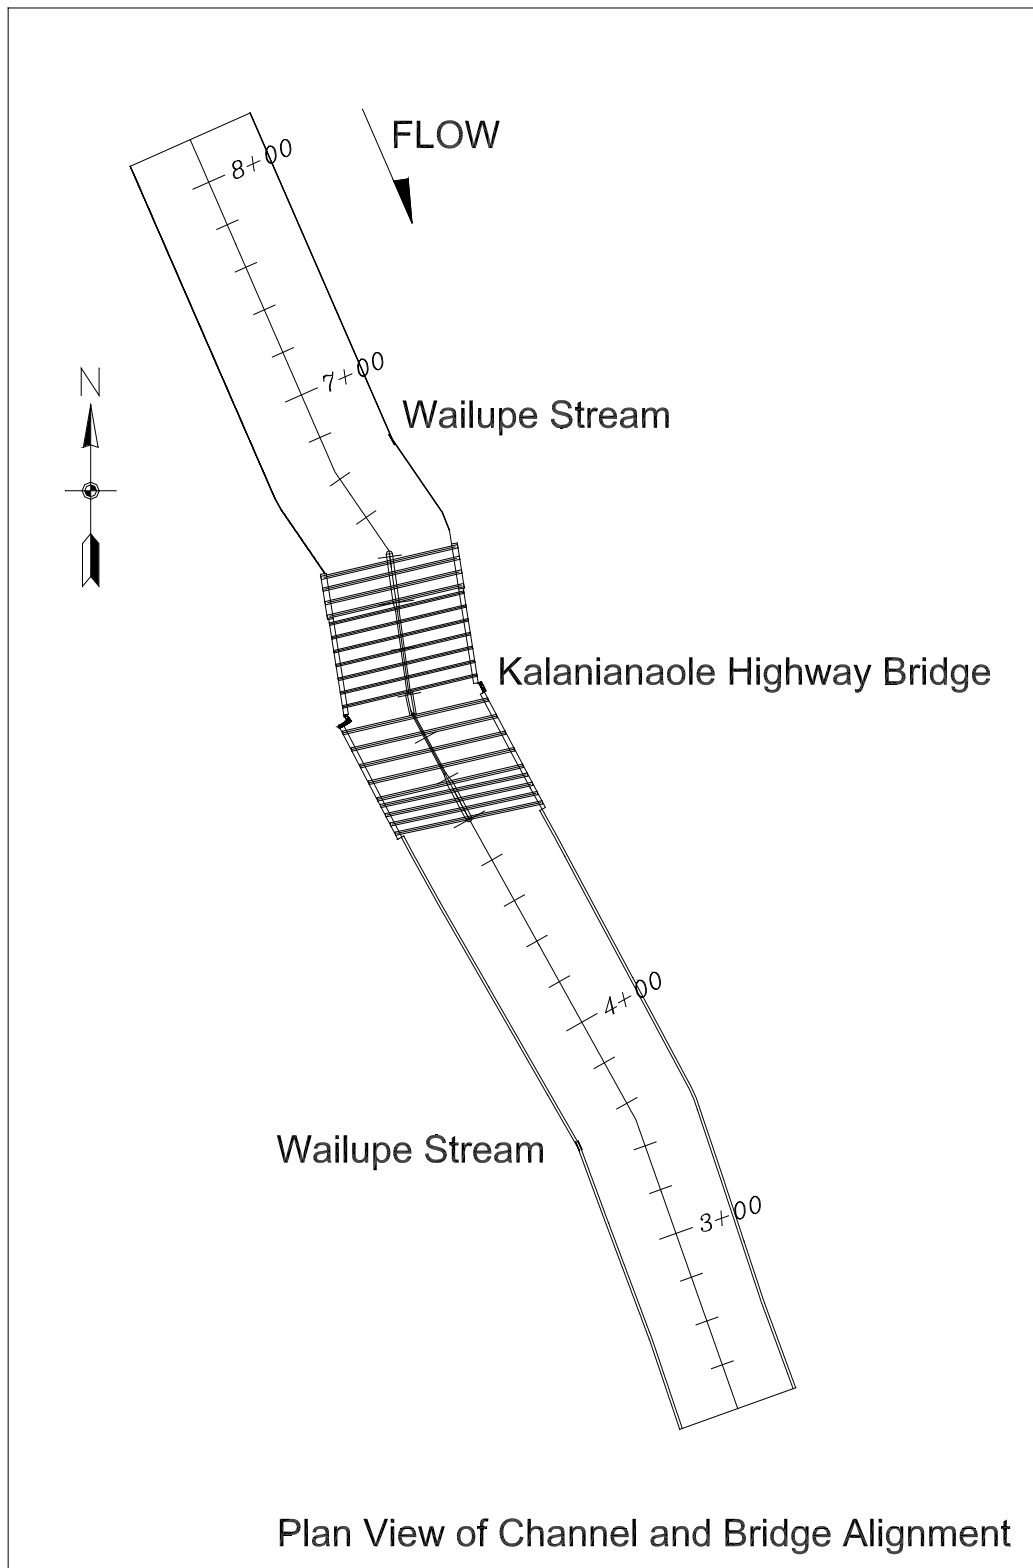 FLOW
8+00
7+00
N
Wailupe Stream
Kalanianaole Highway Bridge
4+00
Wailupe Stream
3+00
Plan View of Channel and Bridge Alignment